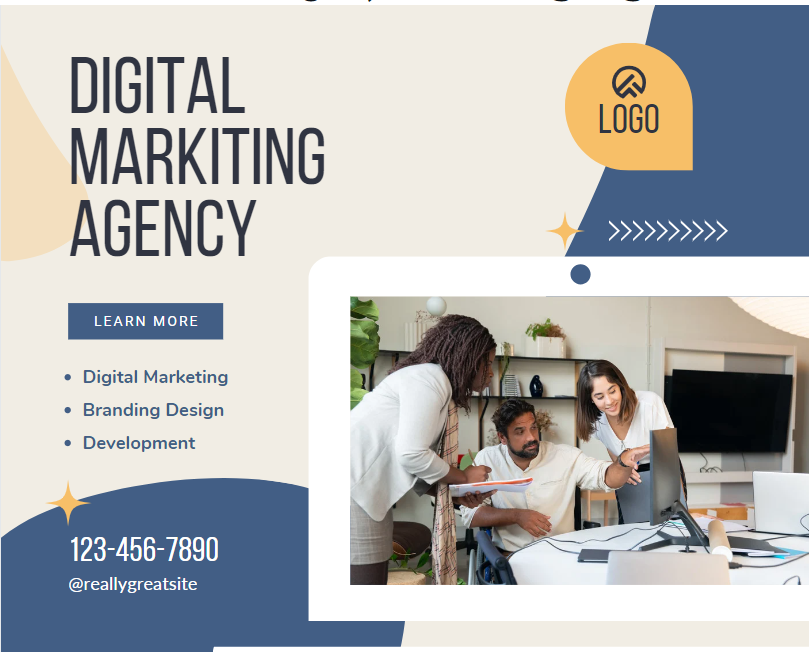 DIGITAL
MARKITING
AGENCY
LOGO
LEARN MORE
Digital Marketing
Branding Design
Development
123-456-7890
@reallygreatsite